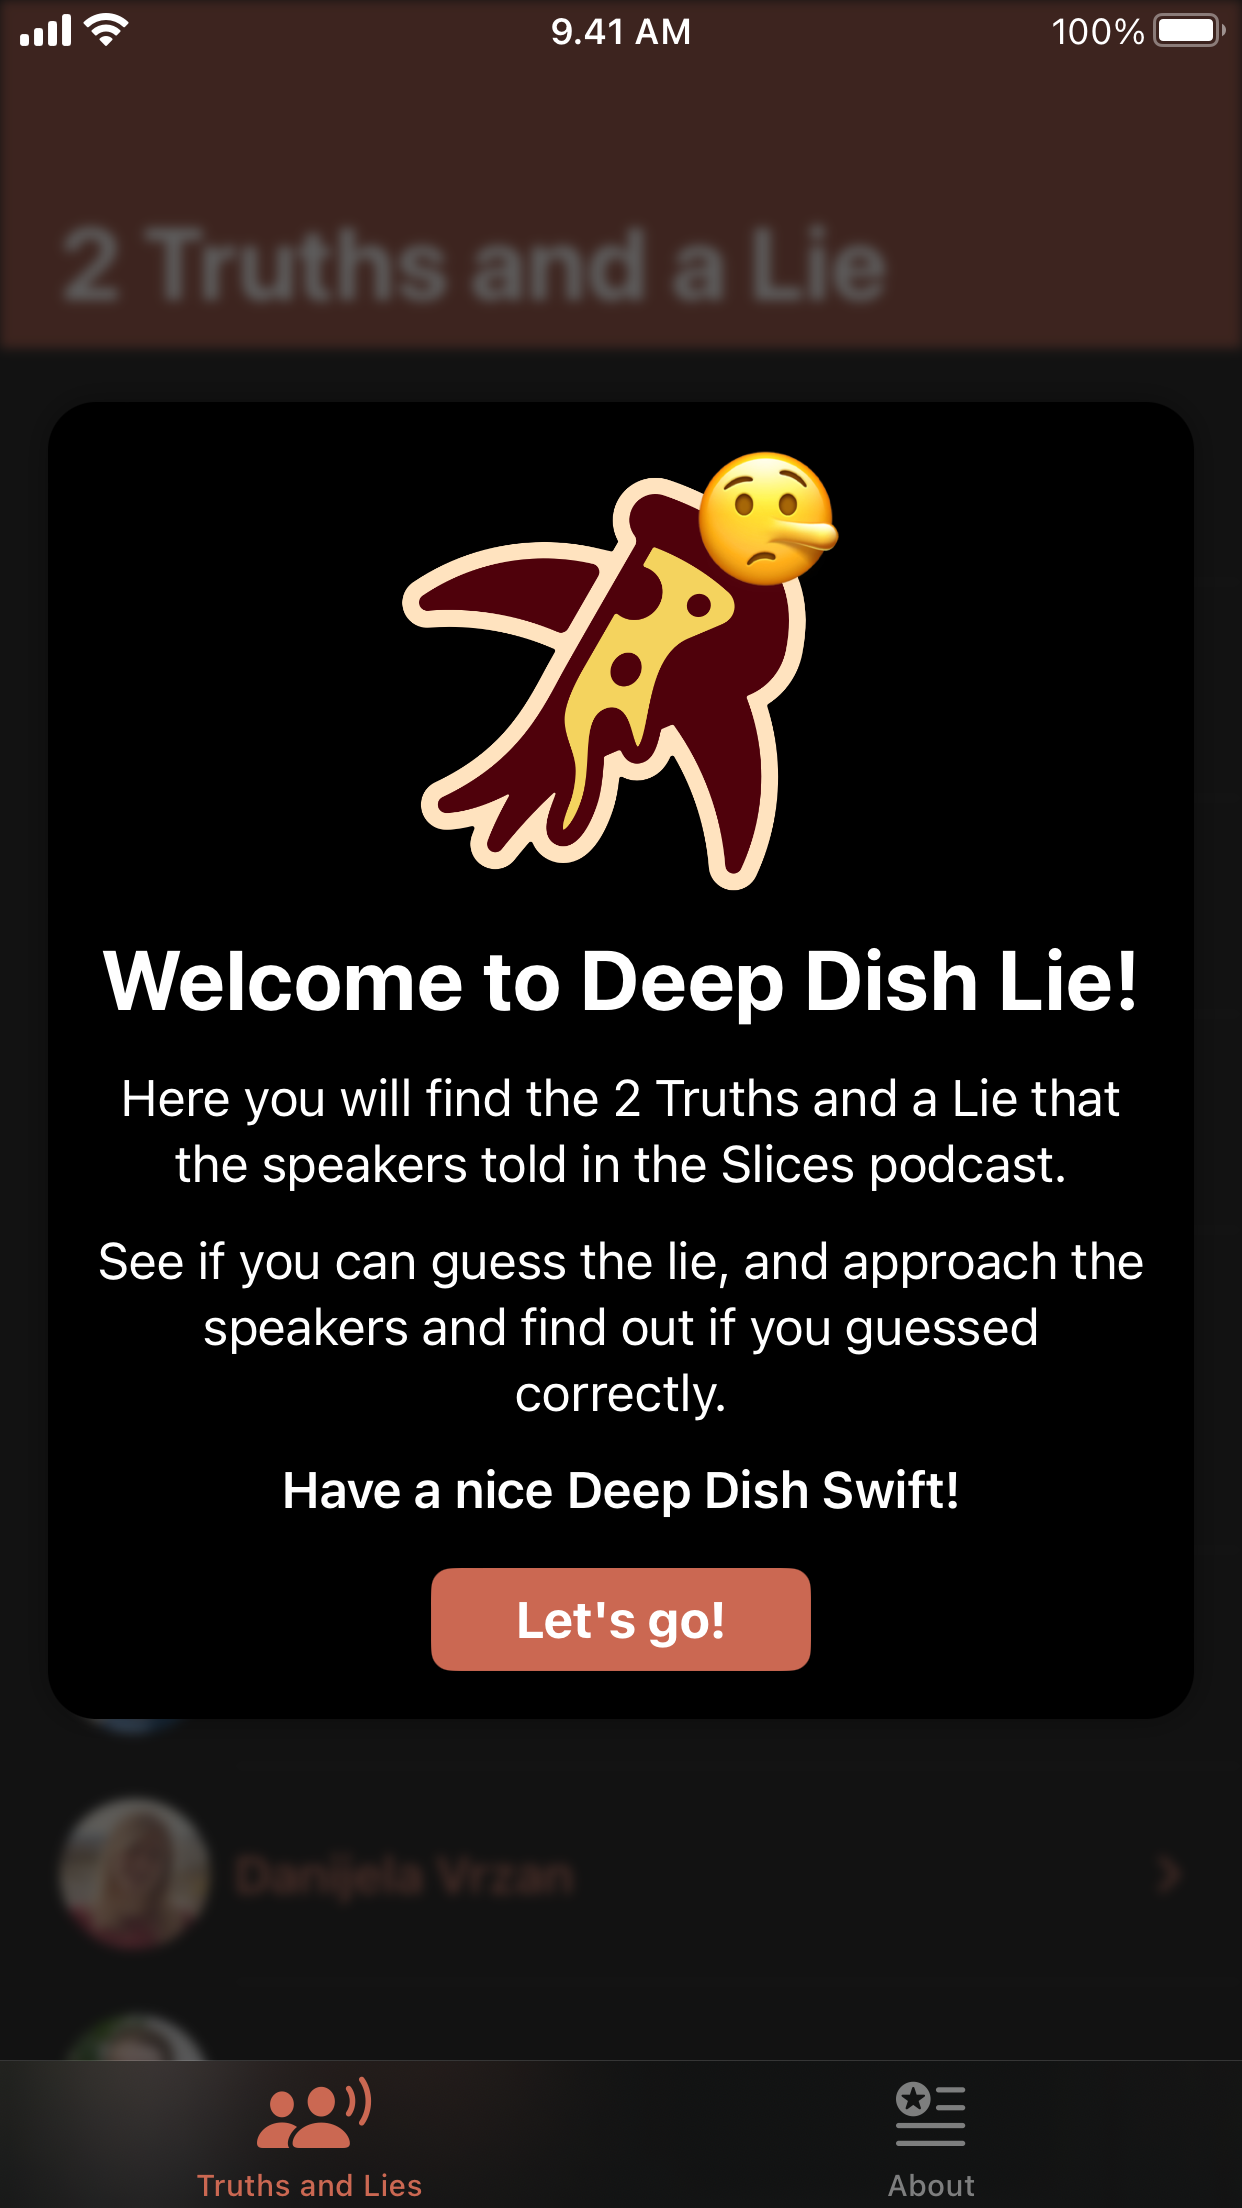 9.41 AM
100%
2 Truths and a Lie
Welcome to Deep Dish Lie!
Here you will find the 2 Truths and a Lie that
the speakers told in the Slices podcast.
See if you can guess the lie, and approach the
speakers and find out if you guessed
correctly.
Have a nice Deep Dish Swift!
Let's go!
Danijela Vrzan
Truths and Lies
About